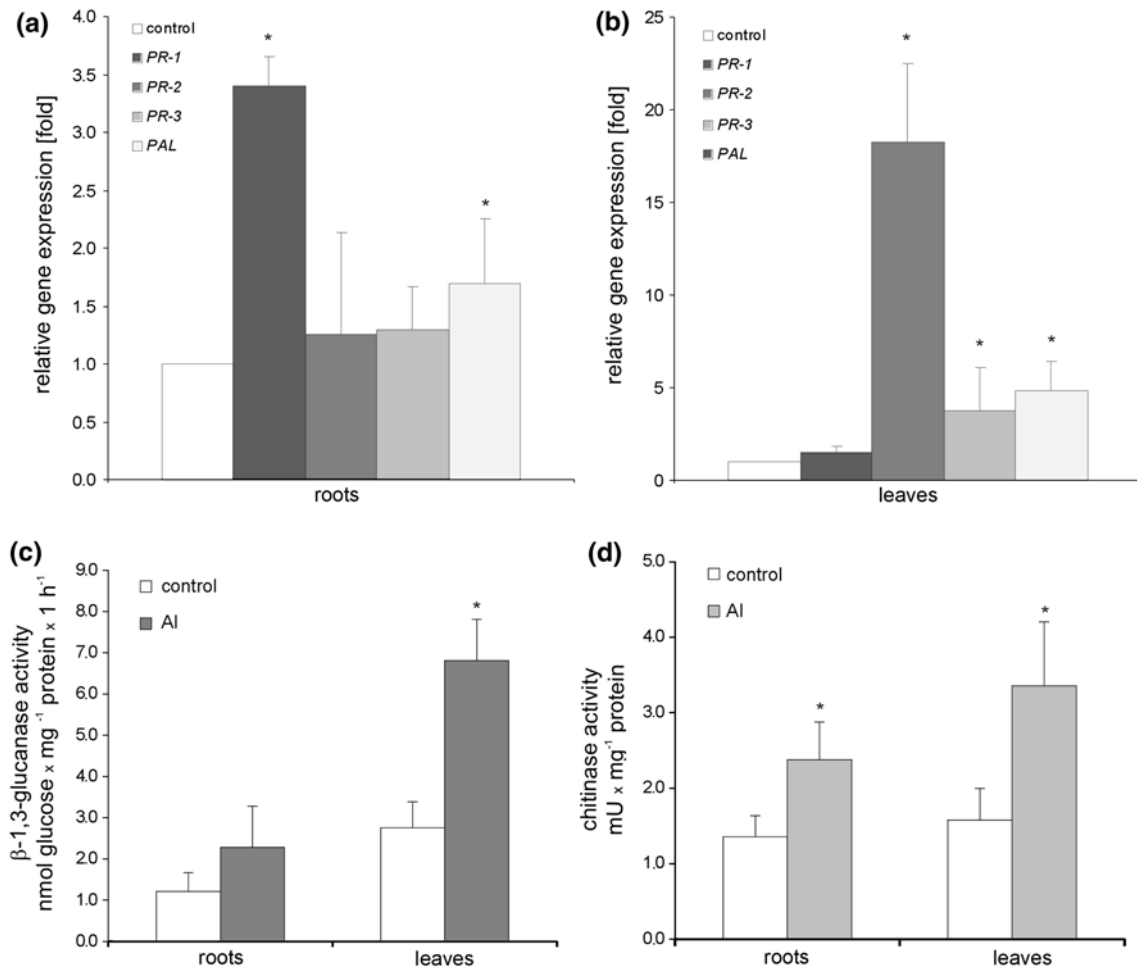 (a)
control
PR-1
PR-2
PR-3
PAL
relative gene expression [fold]
4.0
3.5
3.0
2.5
2.0
1.5
1.0
0.5
0.0
*
*
roots
(b)
control
PR-1
PR-2
PR-3
PAL
relative gene expression [fold]
25
20
15
10
5
0
*
*
*
leaves
(c)
control
Al
β-1,3-glucanase activity
nmol glucose x mg⁻¹ protein x 1 h⁻¹
9.0
8.0
7.0
6.0
5.0
4.0
3.0
2.0
1.0
0.0
*
roots
leaves
(d)
control
Al
chitinase activity
mU x mg⁻¹ protein
5.0
4.0
3.0
2.0
1.0
0.0
*
*
roots
leaves